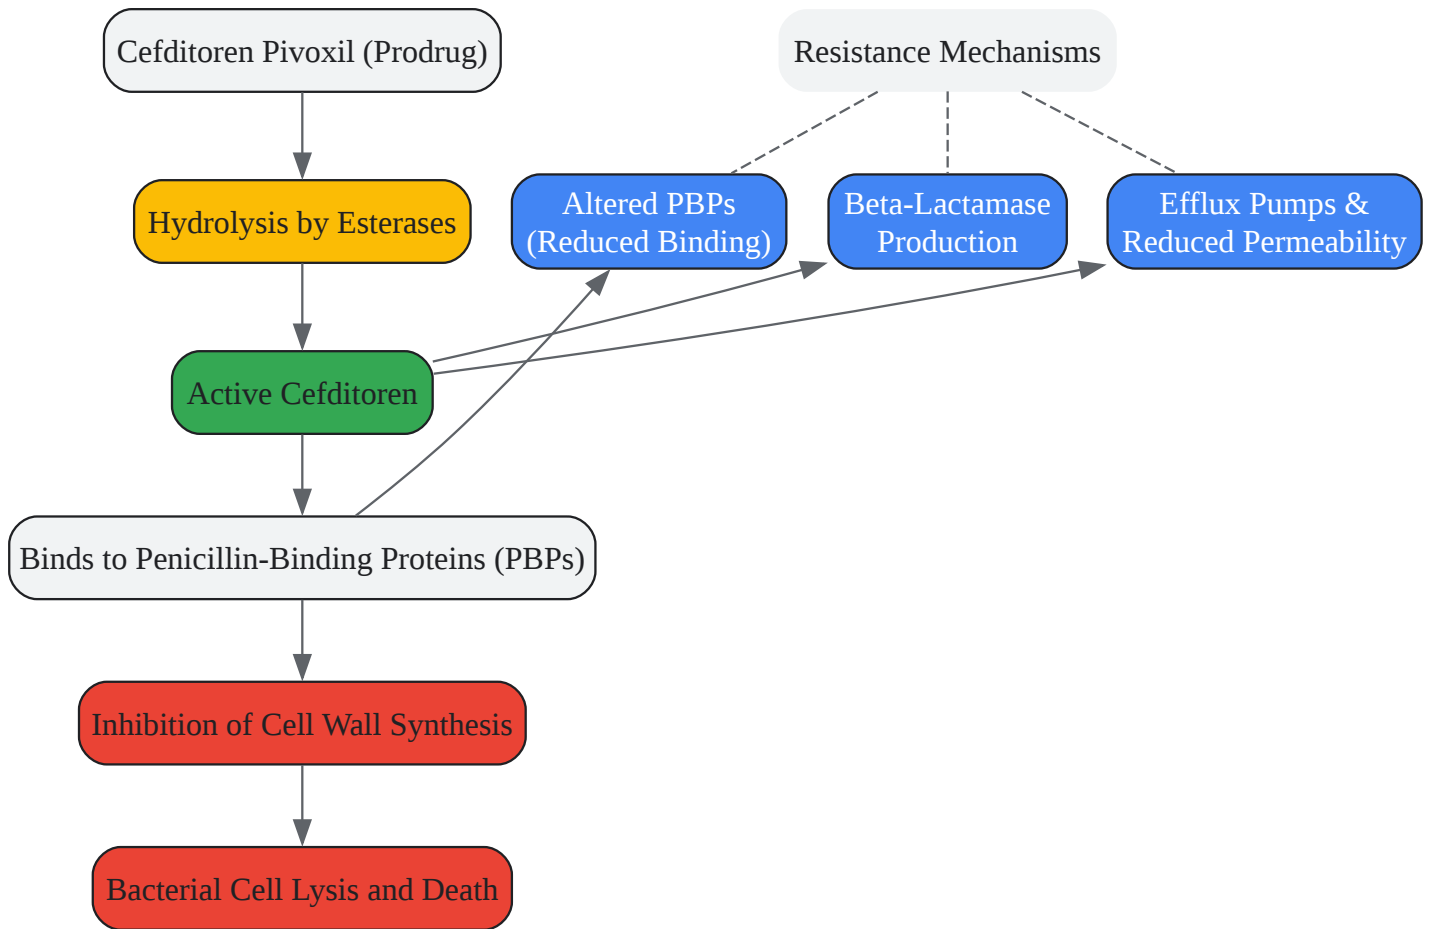 Cefditoren Pivoxil (Prodrug)
Resistance Mechanisms
Hydrolysis by Esterases
Altered PBPs
(Reduced Binding)
Beta-Lactamase
Production
Efflux Pumps &
Reduced Permeability
Active Cefditoren
Binds to Penicillin-Binding Proteins (PBPs)
Inhibition of Cell Wall Synthesis
Bacterial Cell Lysis and Death